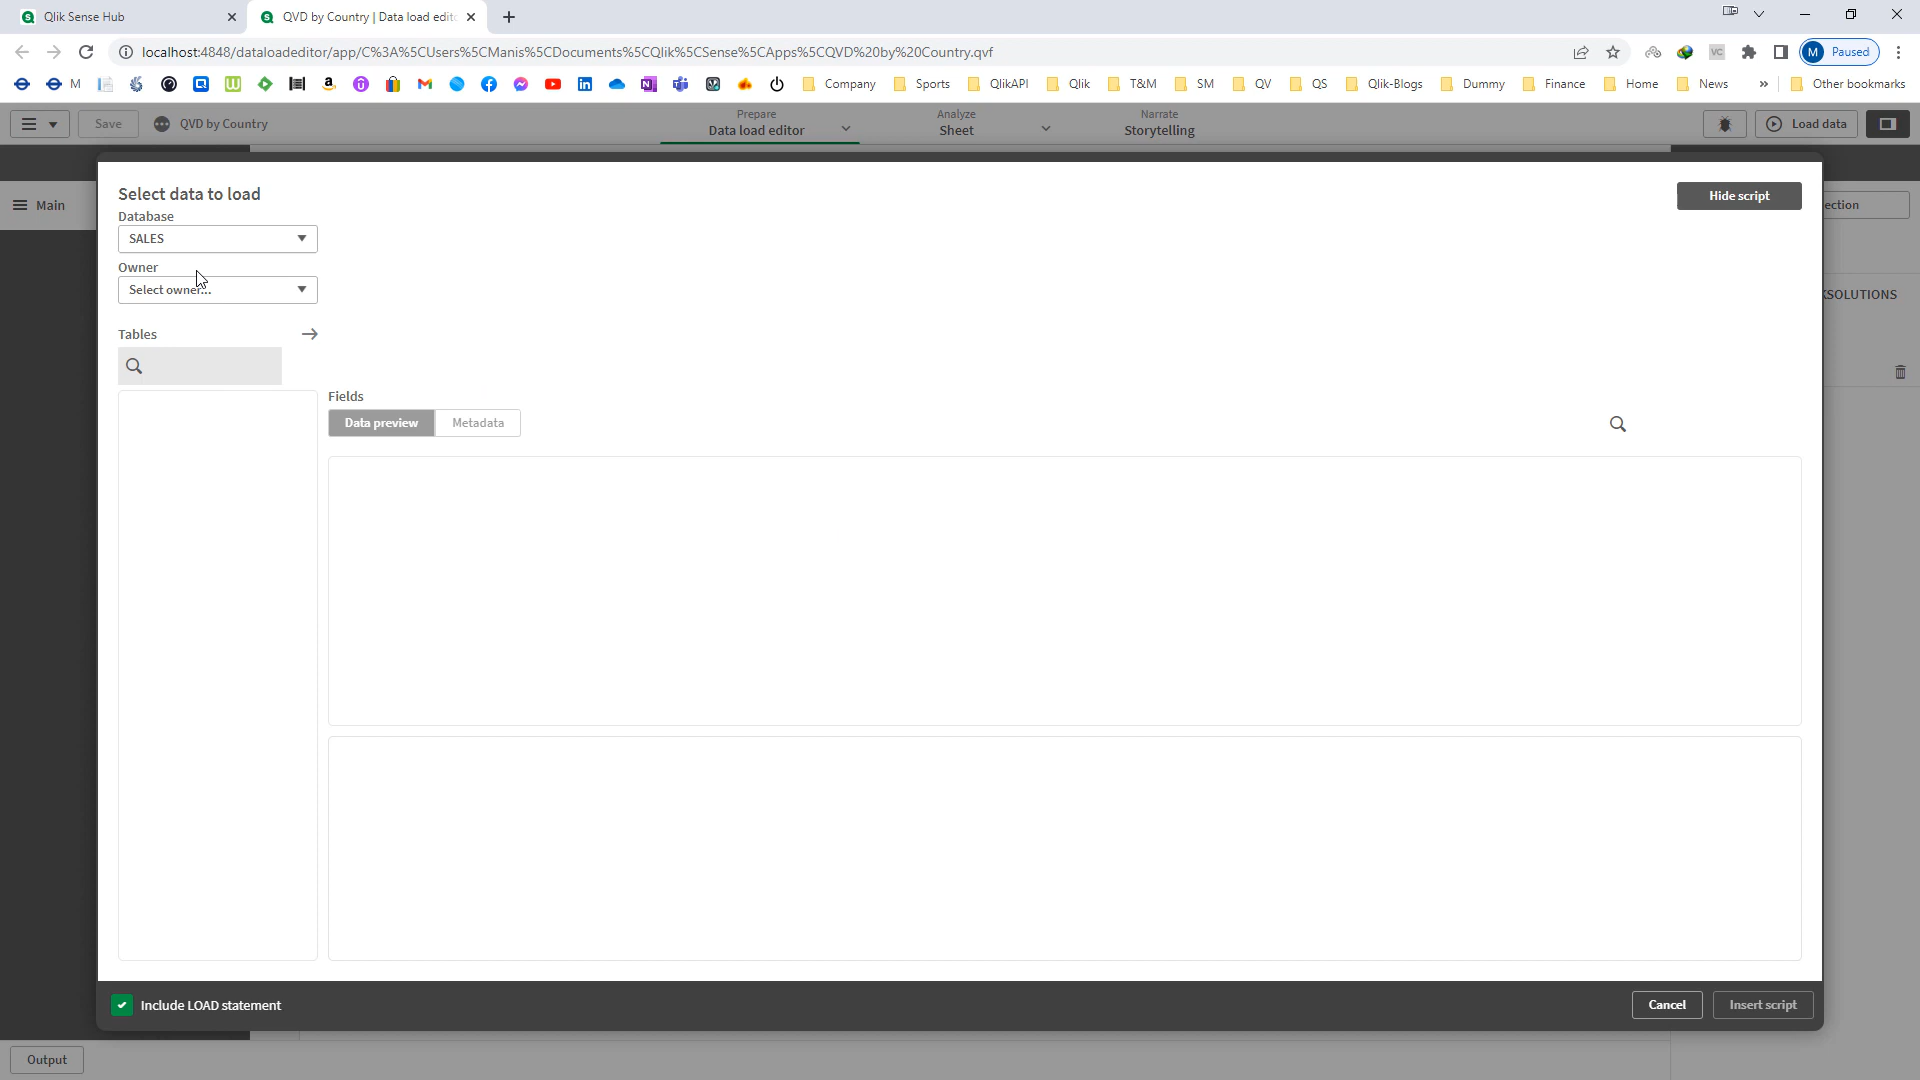 Qlik Sense Hub
QVD by Country | Data load edito
localhost:4848/dataloadeditor/app/C%3A%5CUsers%5CManis%5CDocuments%5CQlik%5CSense%5CApps%5CQVD%20by%20Country.qvf
VC
M Paused
M
Company
Sports
QlikAPI
Qlik
T&M
SM
QV
QS
Qlik-Blogs
Dummy
Finance
Home
News
»
Other bookmarks
Save
QVD by Country
Prepare
Data load editor
Analyze
Sheet
Narrate
Storytelling
Load data
Main
ection
KSOLUTIONS
Select data to load
Hide script
Database
SALES
Owner
Select owner...
Tables
Fields
Data preview
Metadata
Include LOAD statement
Cancel
Insert script
Output